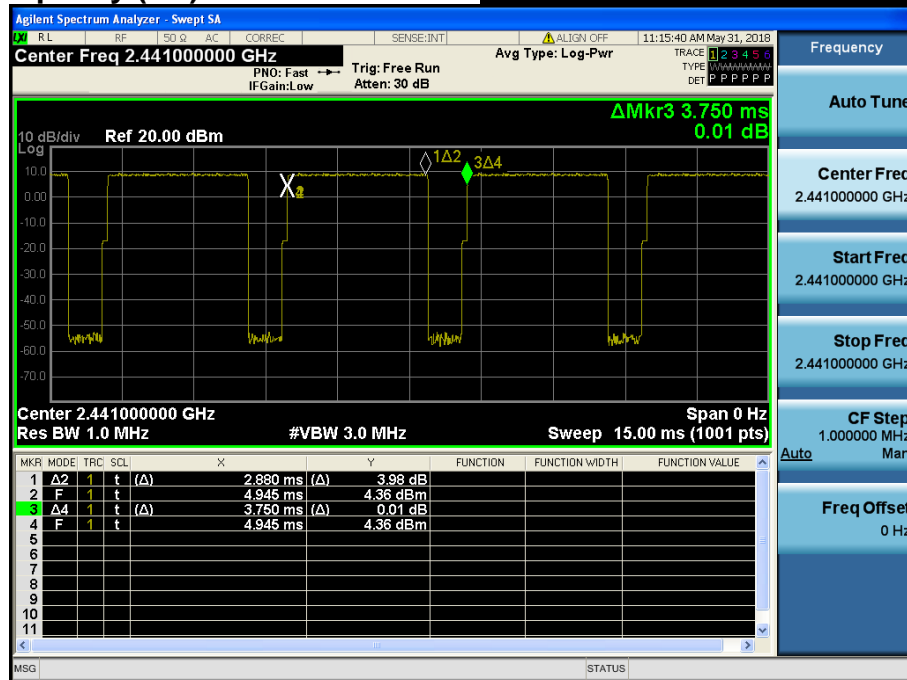 Agilent Spectrum Analyzer - Swept SA
LXI RL RF 50 Ω AC CORREC SENSE:INT ALIGN OFF 11:15:40 AM May 31, 2018
Center Freq 2.441000000 GHz
PNO: Fast
IFGain:Low
Trig: Free Run
Atten: 30 dB
Avg Type: Log-Pwr
TRACE 1 2 3 4 5 6
TYPE
DET P P P P P P
ΔMkr3 3.750 ms
0.01 dB
10 dB/div Ref 20.00 dBm
Log
10.0
0.00
-10.0
-20.0
-30.0
-40.0
-50.0
-60.0
-70.0
1Δ2
3Δ4
X
Center 2.441000000 GHz Span 0 Hz
Res BW 1.0 MHz #VBW 3.0 MHz Sweep 15.00 ms (1001 pts)
MKR MODE TRC SCL X Y FUNCTION FUNCTION WIDTH FUNCTION VALUE
1 Δ2 1 t (Δ) 2.880 ms (Δ) 3.98 dB
2 F 1 t 4.945 ms 4.36 dBm
3 Δ4 1 t (Δ) 3.750 ms (Δ) 0.01 dB
4 F 1 t 4.945 ms 4.36 dBm
5
6
7
8
9
10
11
MSG STATUS
Frequency
Auto Tune
Center Freq
2.441000000 GHz
Start Freq
2.441000000 GHz
Stop Freq
2.441000000 GHz
CF Step
1.000000 MHz
Auto Man
Freq Offset
0 Hz